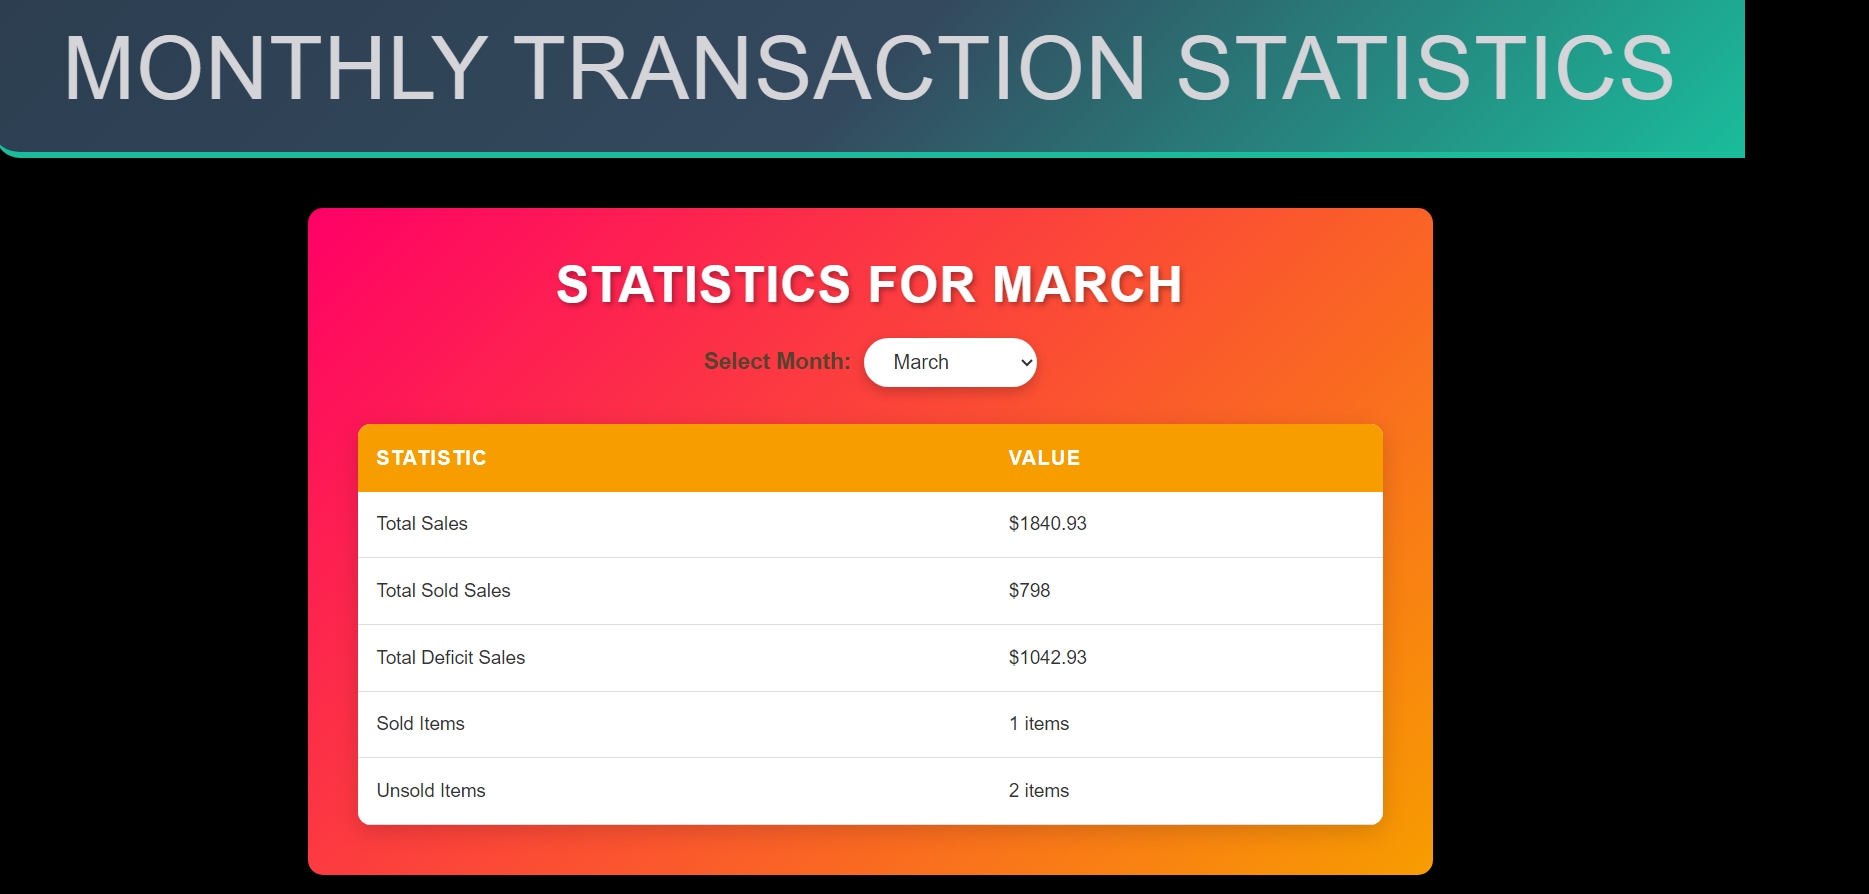 MONTHLY TRANSACTION STATISTICS
STATISTICS FOR MARCH
Select Month: March
STATISTIC VALUE
Total Sales $1840.93
Total Sold Sales $798
Total Deficit Sales $1042.93
Sold Items 1 items
Unsold Items 2 items